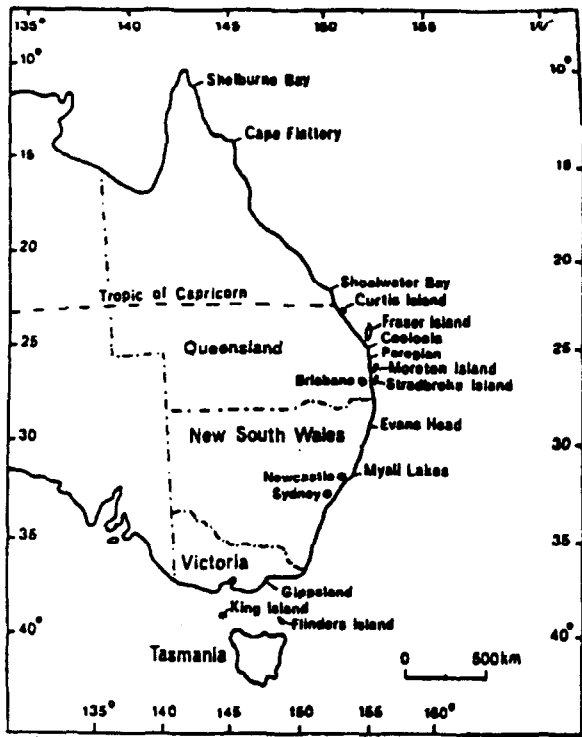 135° 140 145 150 155
10° 10°
Shelburne Bay
Cape Flattery
15 15
20 20
Shoalwater Bay
Tropic of Capricorn
Curtis Island
Fraser Island
25 25
Queensland
Cooloola
Peregian
Moreton Island
Brisbane
Stradbroke Island
30 30
New South Wales
Evans Head
Newcastle
Myall Lakes
Sydney
35 35
Victoria
Gippsland
King Island
Flinders Island
40° 40°
Tasmania
0 500km
135° 140 145 150 155 160°